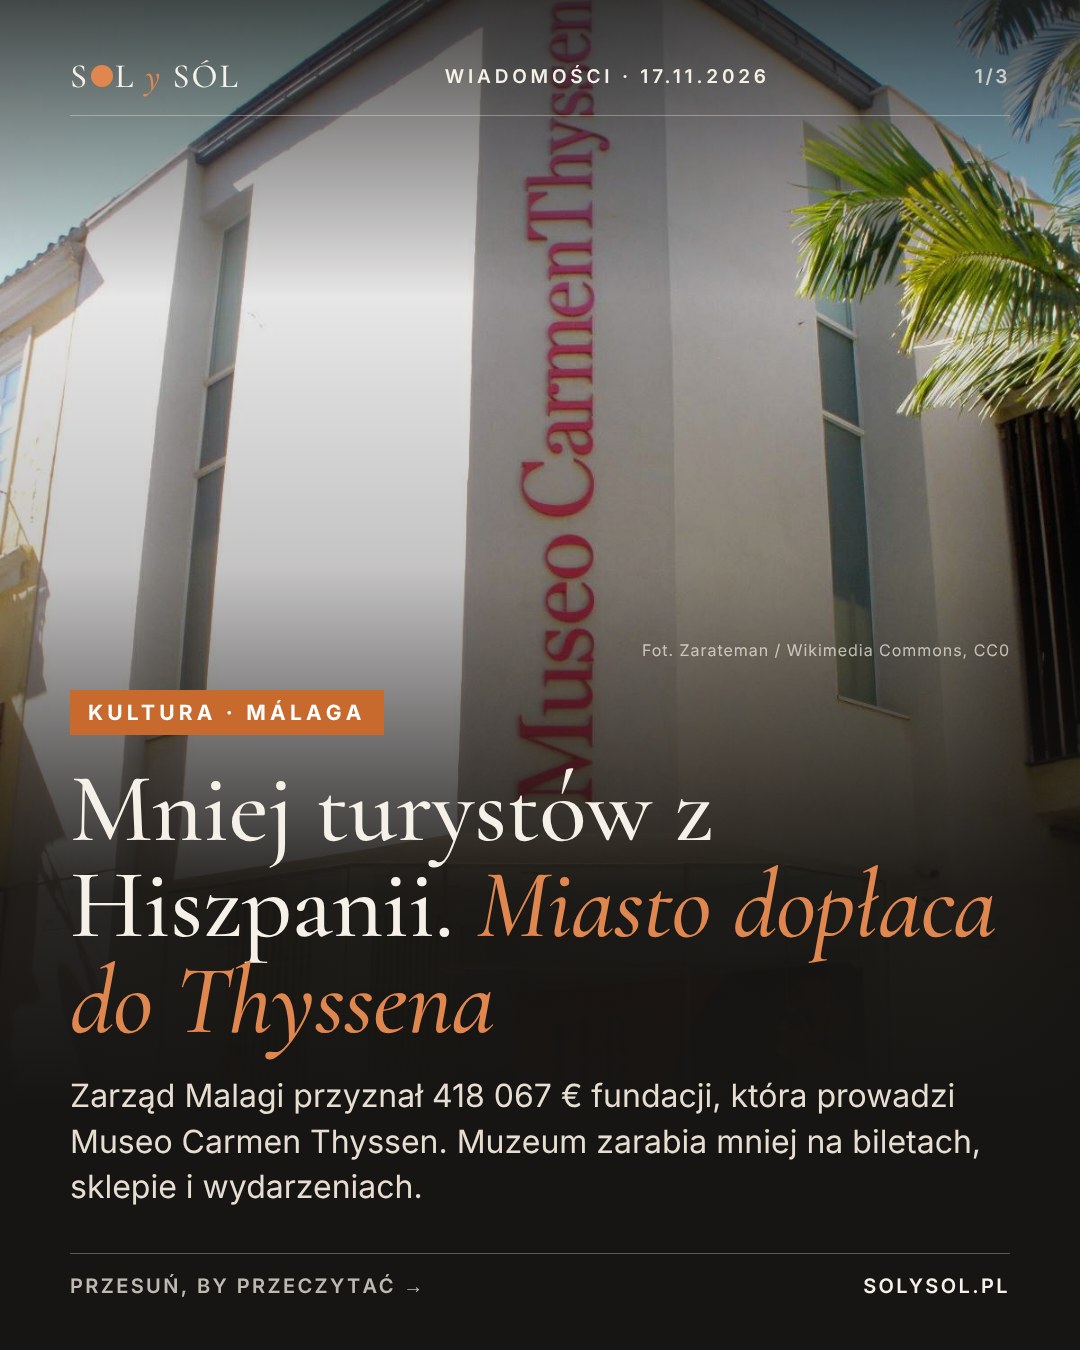 SOL y SÓL
WIADOMOŚCI · 17.11.2026
1/3
Museo CarmenThyssen
Fot. Zarateman / Wikimedia Commons, CC0
KULTURA · MÁLAGA
Mniej turystów z
Hiszpanii. Miasto dopłaca
do Thyssena
Zarząd Malagi przyznał 418 067 € fundacji, która prowadzi
Museo Carmen Thyssen. Muzeum zarabia mniej na biletach,
sklepie i wydarzeniach.
PRZESUŃ, BY PRZECZYTAĆ →
SOLYSOL.PL